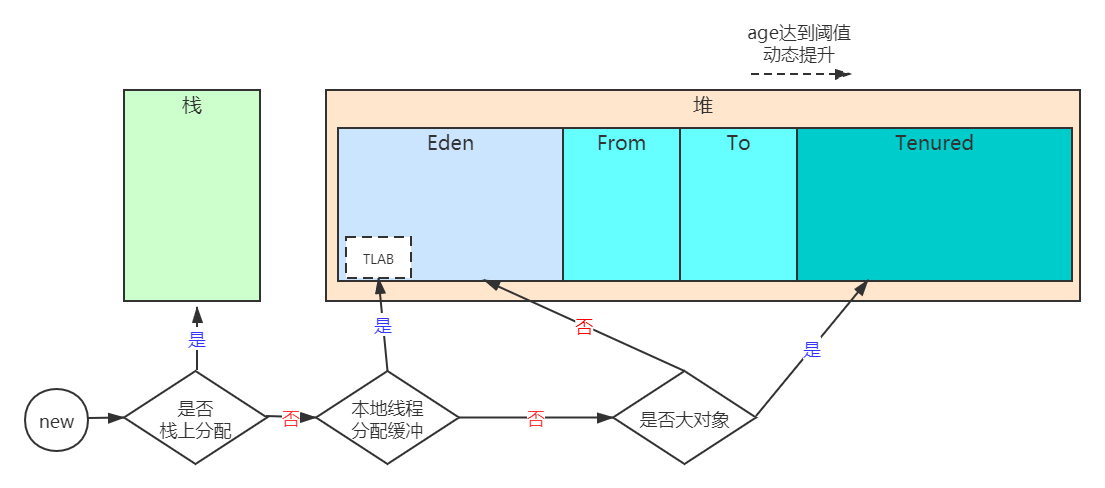 age达到阈值
动态提升
栈
堆
Eden
From
To
Tenured
TLAB
是
是
否
是
new
是否
栈上分配
否
本地线程
分配缓冲
否
是否大对象